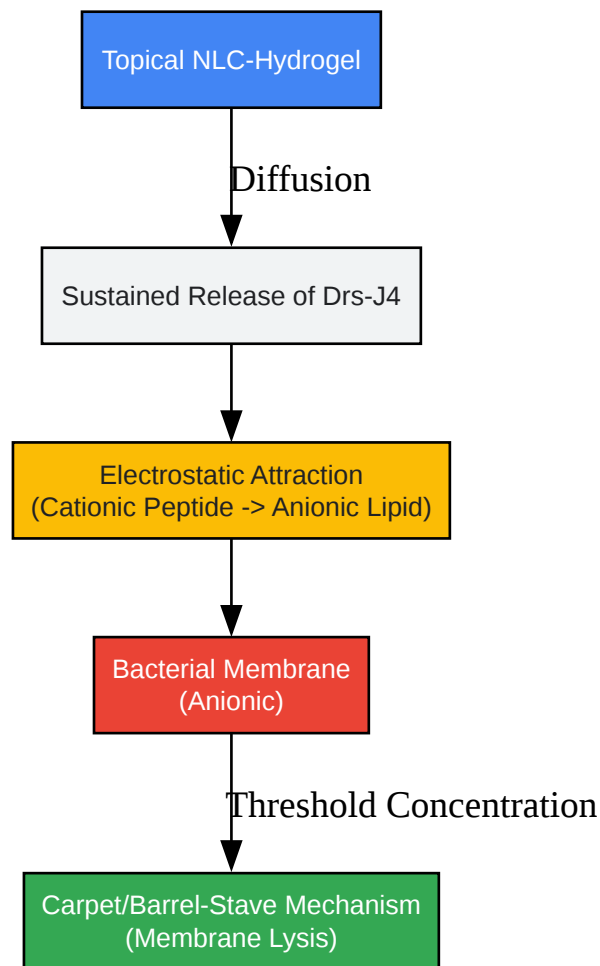 Topical NLC-Hydrogel
Diffusion
Sustained Release of Drs-J4
Electrostatic Attraction
(Cationic Peptide -> Anionic Lipid)
Bacterial Membrane
(Anionic)
Threshold Concentration
Carpet/Barrel-Stave Mechanism
(Membrane Lysis)